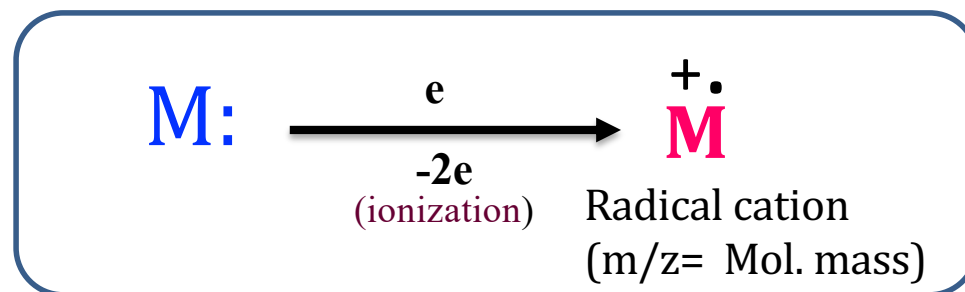 M:
e
-2e
(ionization)
+.
M
Radical cation
(m/z= Mol. mass)